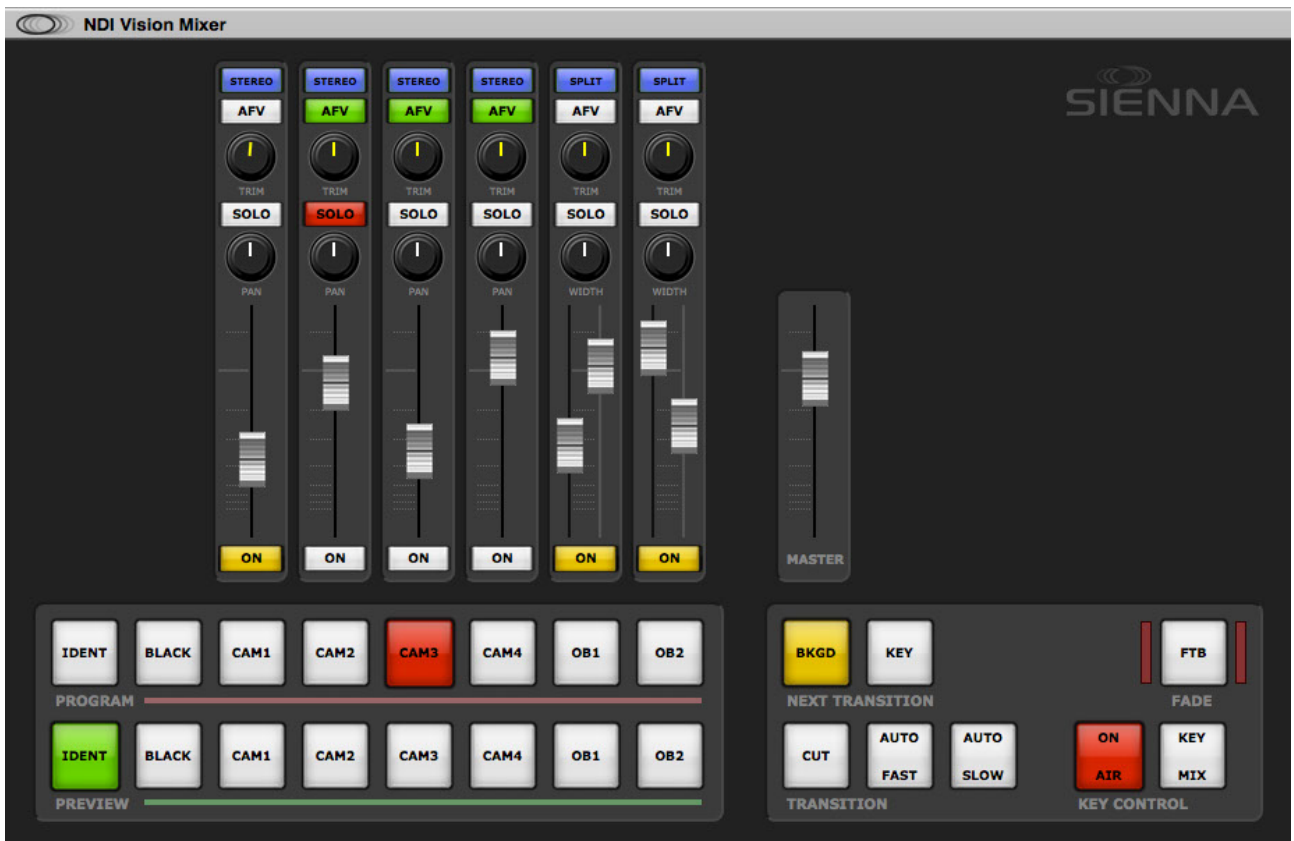 NDI Vision Mixer
SIENNA
STEREO STEREO STEREO STEREO SPLIT SPLIT
AFV AFV AFV AFV AFV AFV
TRIM TRIM TRIM TRIM TRIM TRIM
SOLO SOLO SOLO SOLO SOLO SOLO
PAN PAN PAN PAN WIDTH WIDTH
ON ON ON ON ON ON
MASTER
IDENT BLACK CAM1 CAM2 CAM3 CAM4 OB1 OB2
PROGRAM
IDENT BLACK CAM1 CAM2 CAM3 CAM4 OB1 OB2
PREVIEW
BKGD KEY FTB
NEXT TRANSITION FADE
CUT AUTO FAST AUTO SLOW ON AIR KEY MIX
TRANSITION KEY CONTROL